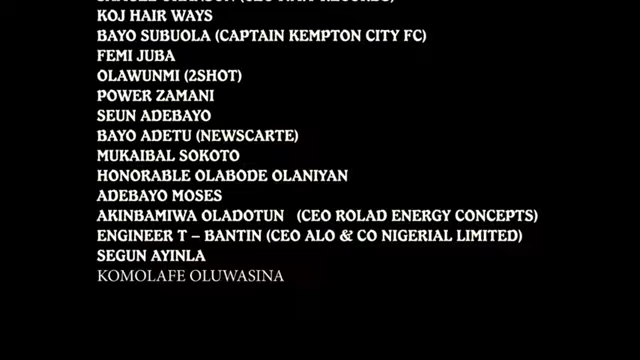 KOJ HAIR WAYS
BAYO SUBUOLA (CAPTAIN KEMPTON CITY FC)
FEMI JUBA
OLAWUNMI (2SHOT)
POWER ZAMANI
SEUN ADEBAYO
BAYO ADETU (NEWSCARTE)
MUKAIBAL SOKOTO
HONORABLE OLABODE OLANIYAN
ADEBAYO MOSES
AKINBAMIWA OLADOTUN (CEO ROLAD ENERGY CONCEPTS)
ENGINEER T – BANTIN (CEO ALO & CO NIGERIAL LIMITED)
SEGUN AYINLA
KOMOLAFE OLUWASINA